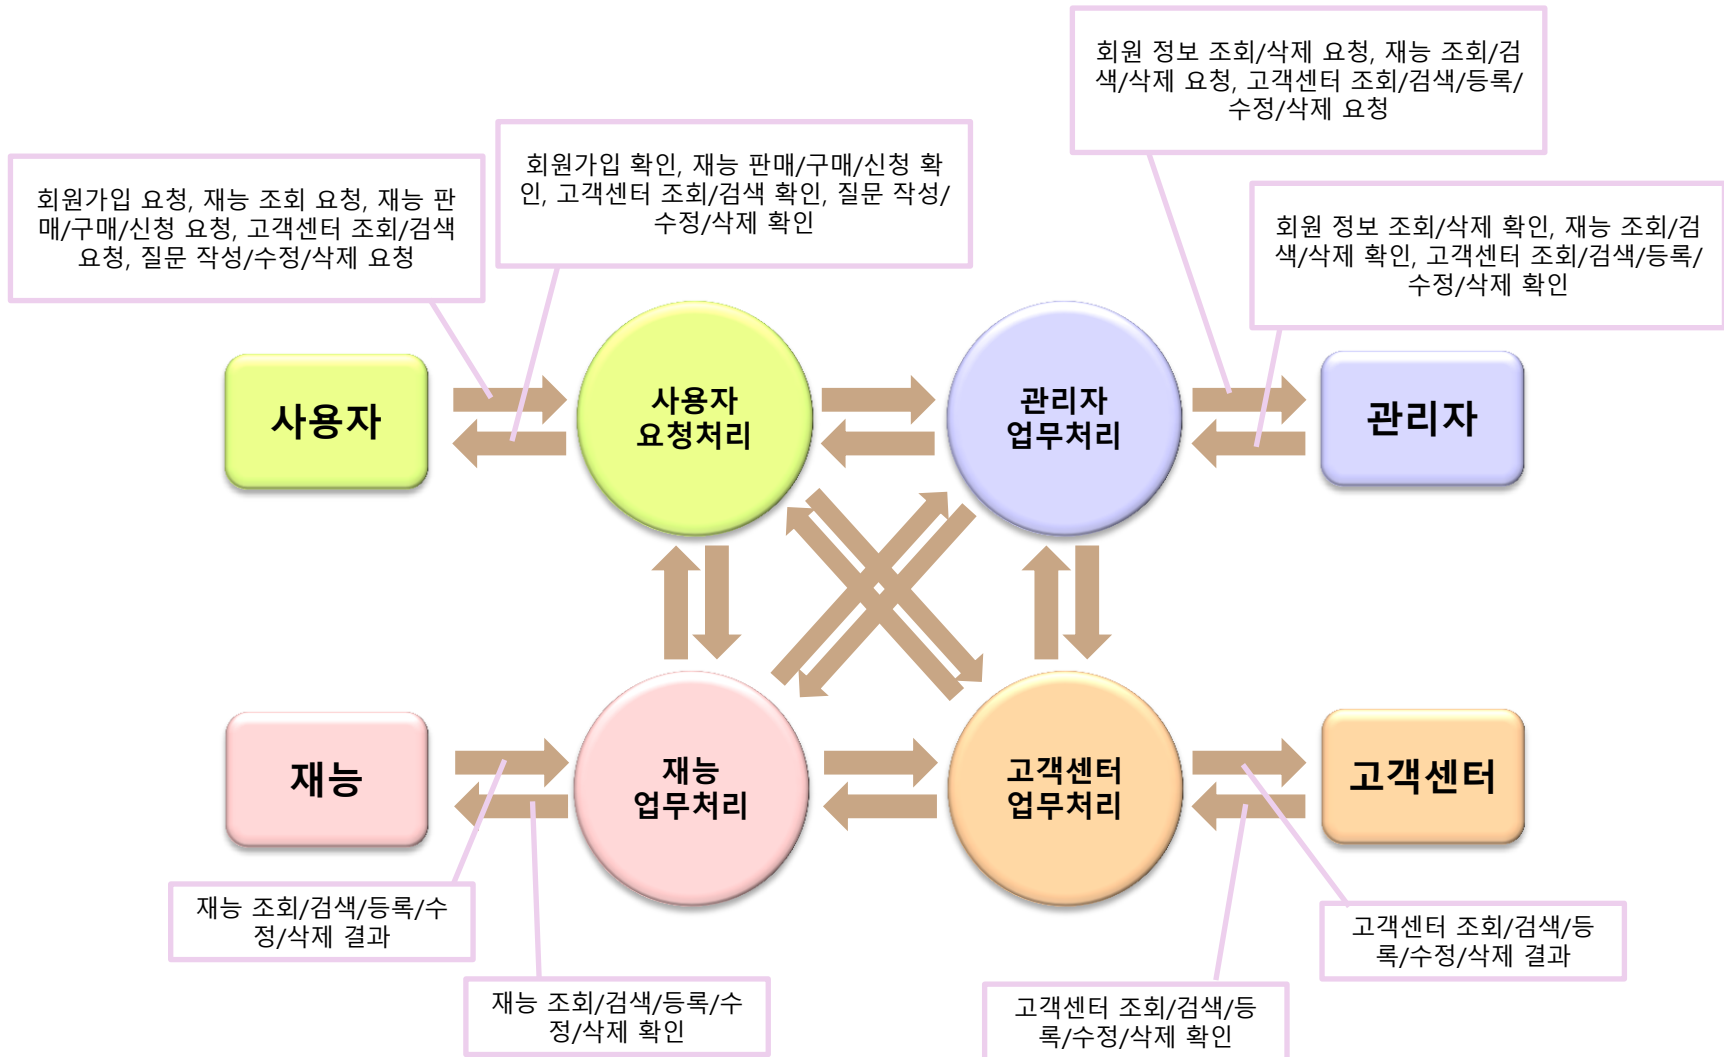 회원 정보 조회/삭제 요청, 재능 조회/검
색/삭제 요청, 고객센터 조회/검색/등록/
수정/삭제 요청
회원가입 확인, 재능 판매/구매/신청 확
인, 고객센터 조회/검색 확인, 질문 작성/
수정/삭제 확인
회원가입 요청, 재능 조회 요청, 재능 판
매/구매/신청 요청, 고객센터 조회/검색
요청, 질문 작성/수정/삭제 요청
회원 정보 조회/삭제 확인, 재능 조회/검
색/삭제 확인, 고객센터 조회/검색/등록/
수정/삭제 확인
사용자
사용자
요청처리
관리자
업무처리
관리자
재능
재능
업무처리
고객센터
업무처리
고객센터
재능 조회/검색/등록/수
정/삭제 결과
고객센터 조회/검색/등
록/수정/삭제 결과
재능 조회/검색/등록/수
정/삭제 확인
고객센터 조회/검색/등
록/수정/삭제 확인